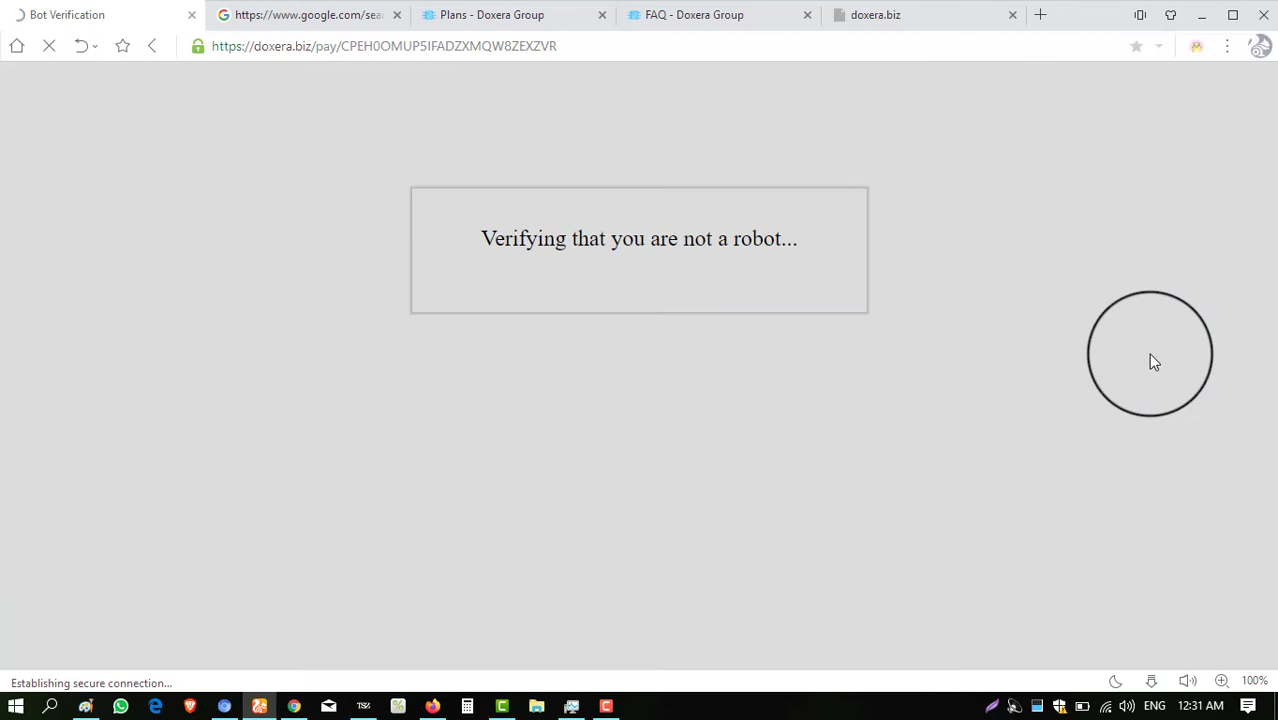 Bot Verification
https://www.google.com/sea
Plans - Doxera Group
FAQ - Doxera Group
doxera.biz
https://doxera.biz/pay/CPEH0OMUP5IFADZXMQW8ZEXZVR
Verifying that you are not a robot...
Establishing secure connection...
100%
ENG
12:31 AM